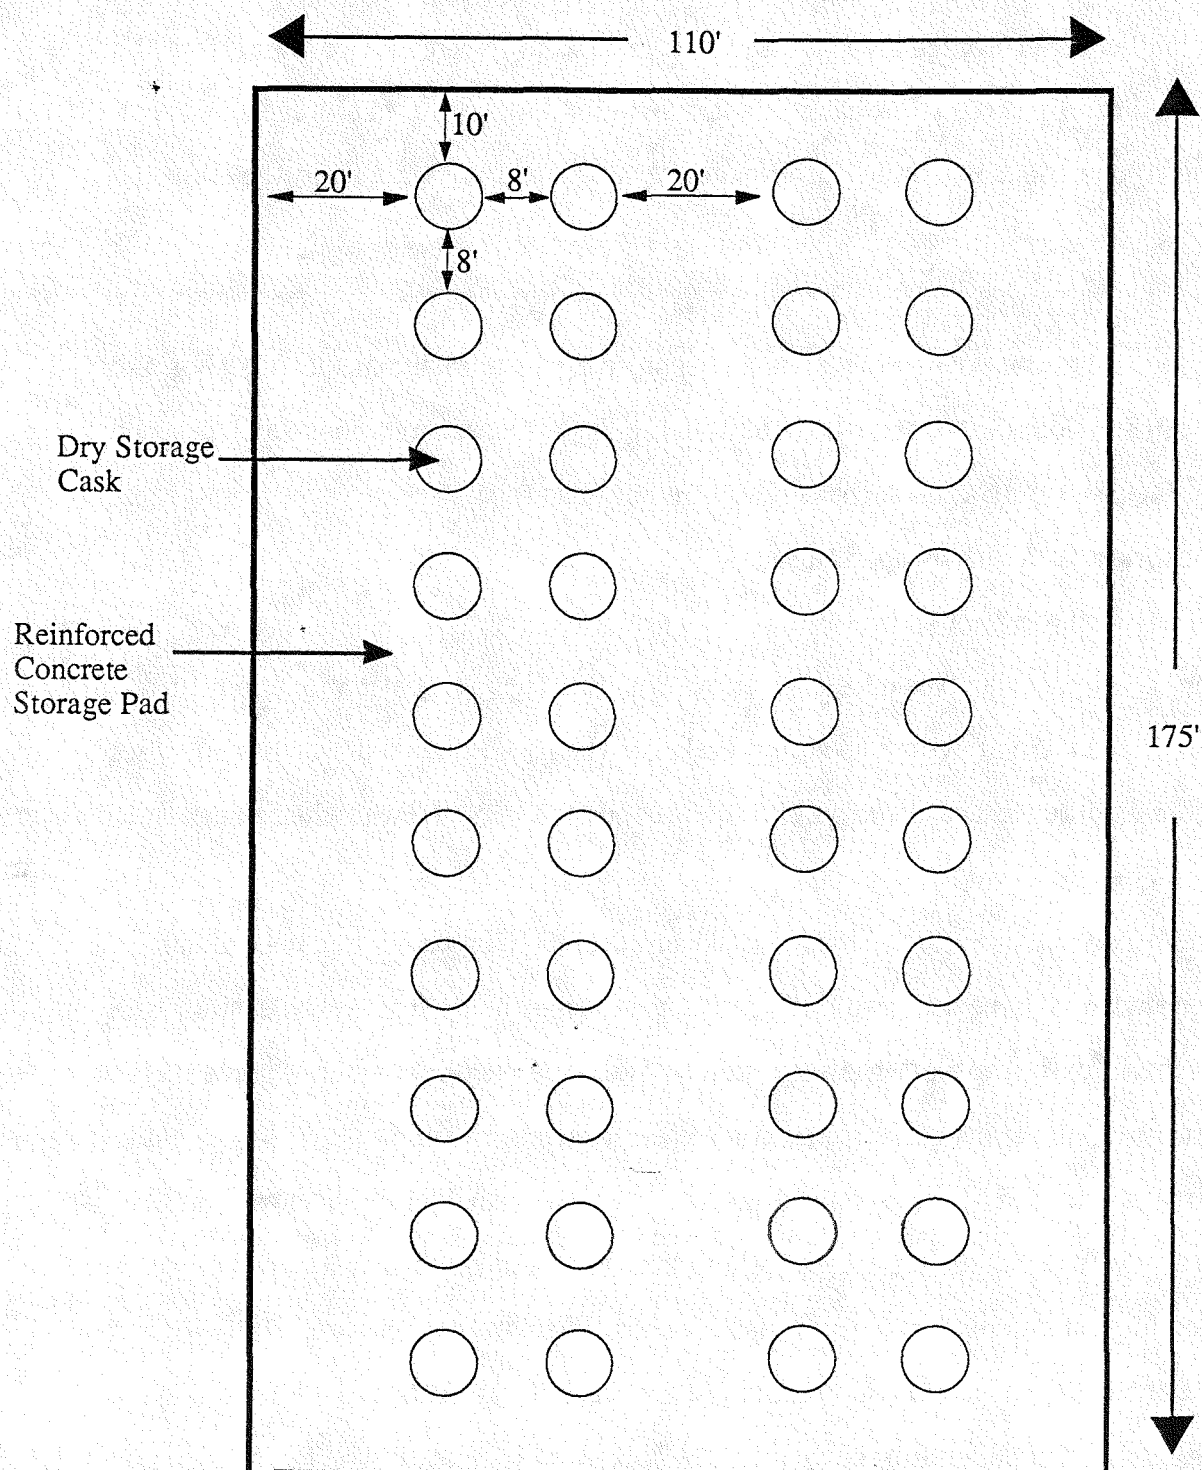 110'
10'
20'
8'
20'
8'
Dry Storage
Cask
Reinforced
Concrete
Storage Pad
175'